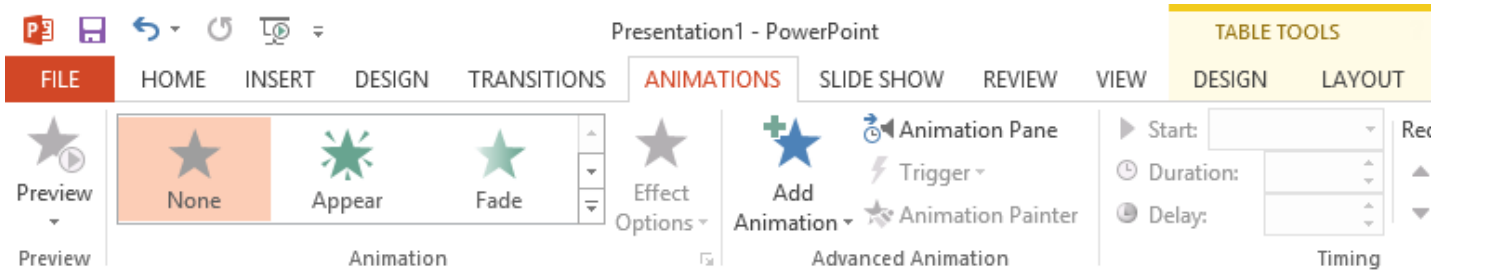 Presentation1 - PowerPoint TABLE TOOLS
FILE HOME INSERT DESIGN TRANSITIONS ANIMATIONS SLIDE SHOW REVIEW VIEW DESIGN LAYOUT
Preview
None Appear Fade
Effect
Options
Add
Animation
Animation Pane
Trigger
Animation Painter
Start:
Duration:
Delay:
Preview Animation Advanced Animation Timing